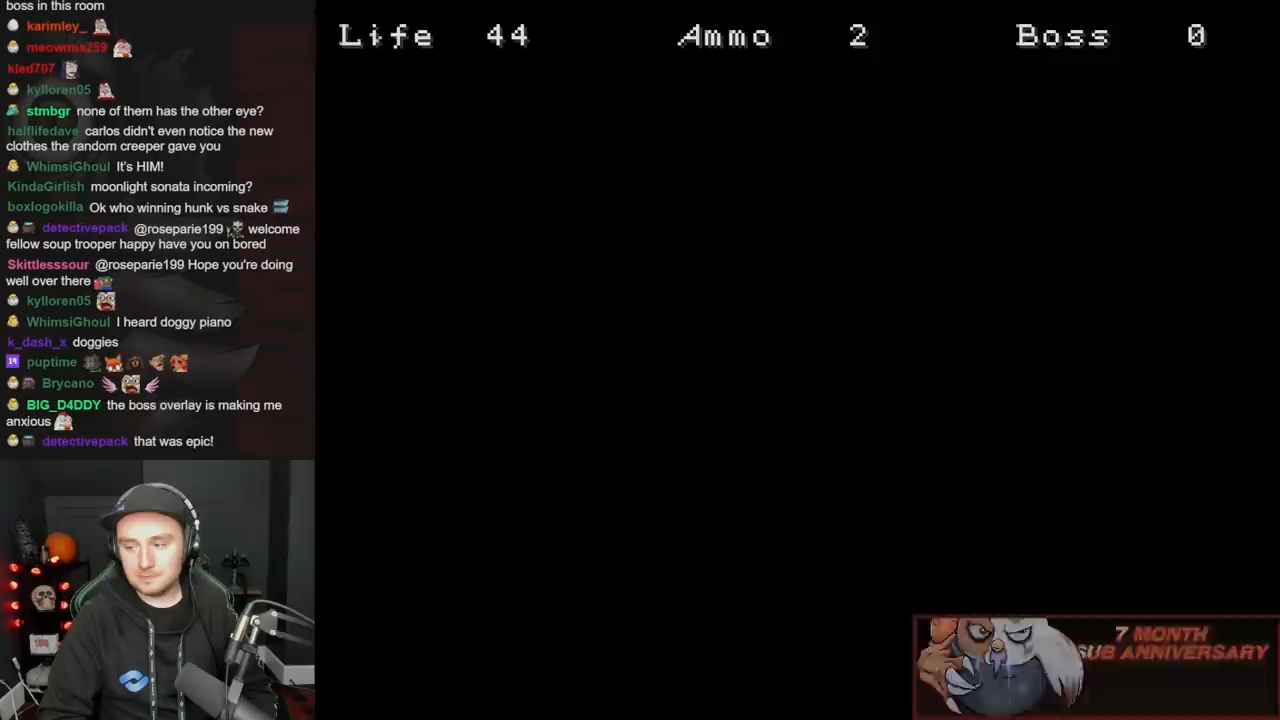 boss in this room
karimley_
meowmix259
kled707
kylloren05
stmbgr none of them has the other eye?
halflifedave carlos didn't even notice the new
clothes the random creeper gave you
WhimsiGhoul It's HIM!
KindaGirlish moonlight sonata incoming?
boxlogokilla Ok who winning hunk vs snake
detectivepack @roseparie199 welcome
fellow soup trooper happy have you on bored
Skittlesssour @roseparie199 Hope you're doing
well over there
kylloren05
WhimsiGhoul I heard doggy piano
k_dash_x doggies
puptime
Brycano
BIG_D4DDY the boss overlay is making me
anxious
detectivepack that was epic!
Life 44 Ammo 2 Boss 0
7 MONTH
SUB ANNIVERSARY